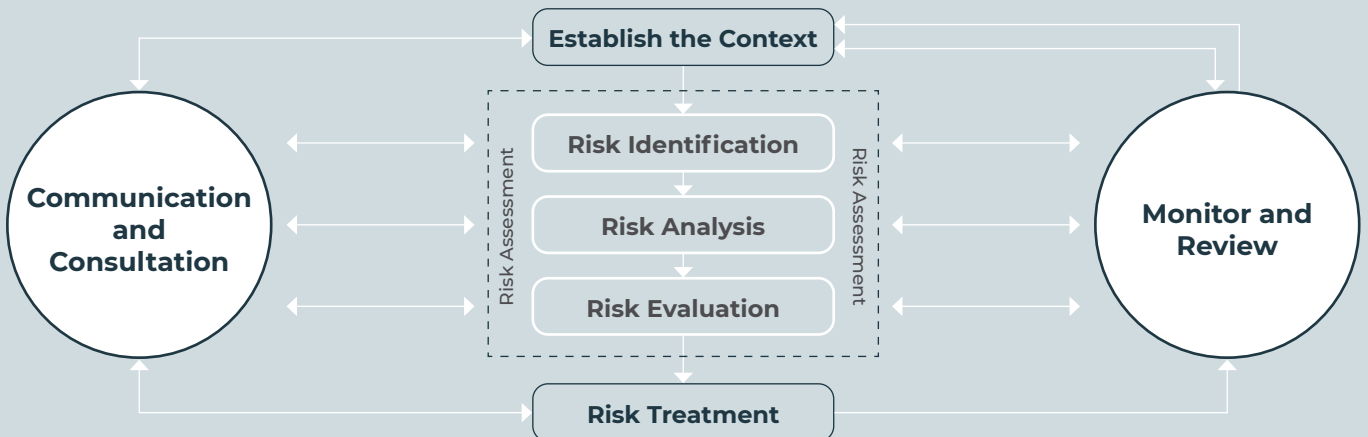 Establish the Context
Communication
and
Consultation
Risk Assessment
Risk Identification
Risk Analysis
Risk Evaluation
Risk Assessment
Monitor and
Review
Risk Treatment